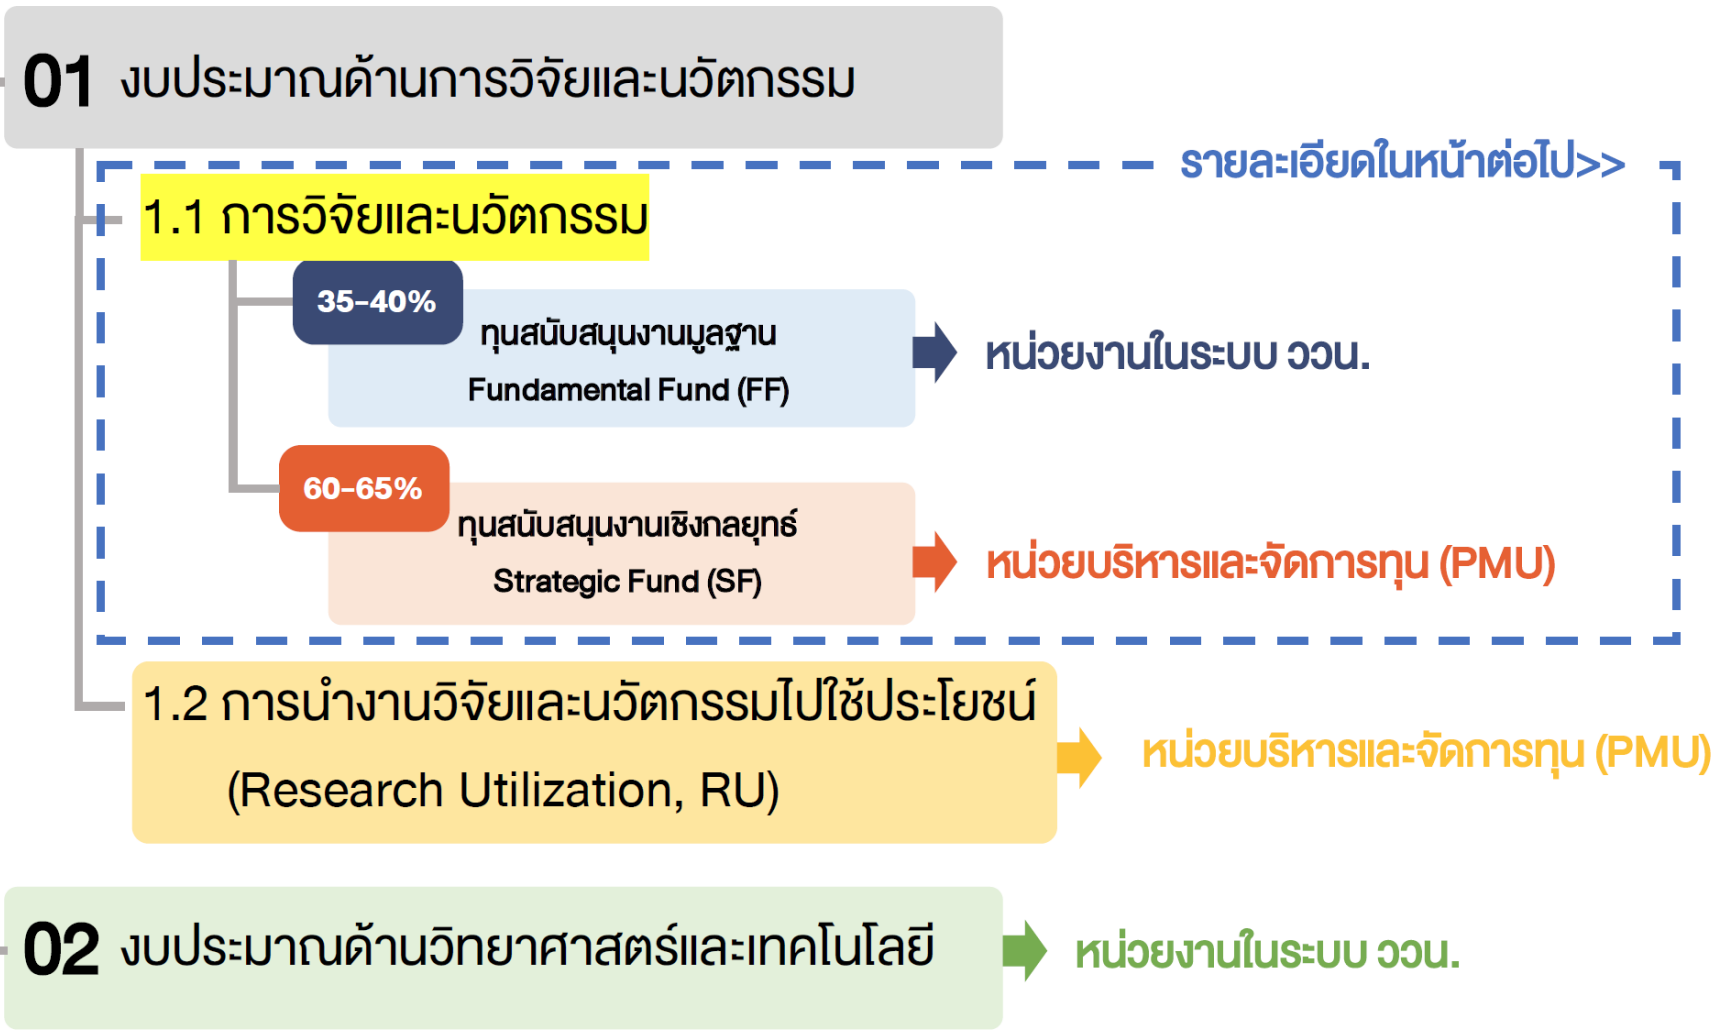 01 งบประมาณด้านการวิจัยและนวัตกรรม
รายละเอียดในหน้าต่อไป>>
1.1 การวิจัยและนวัตกรรม
35-40%
ทุนสนับสนุนงานมูลฐาน
Fundamental Fund (FF)
หน่วยงานในระบบ ววน.
60-65%
ทุนสนับสนุนงานเชิงกลยุทธ์
Strategic Fund (SF)
หน่วยบริหารและจัดการทุน (PMU)
1.2 การนำงานวิจัยและนวัตกรรมไปใช้ประโยชน์
(Research Utilization, RU)
หน่วยบริหารและจัดการทุน (PMU)
02 งบประมาณด้านวิทยาศาสตร์และเทคโนโลยี
หน่วยงานในระบบ ววน.